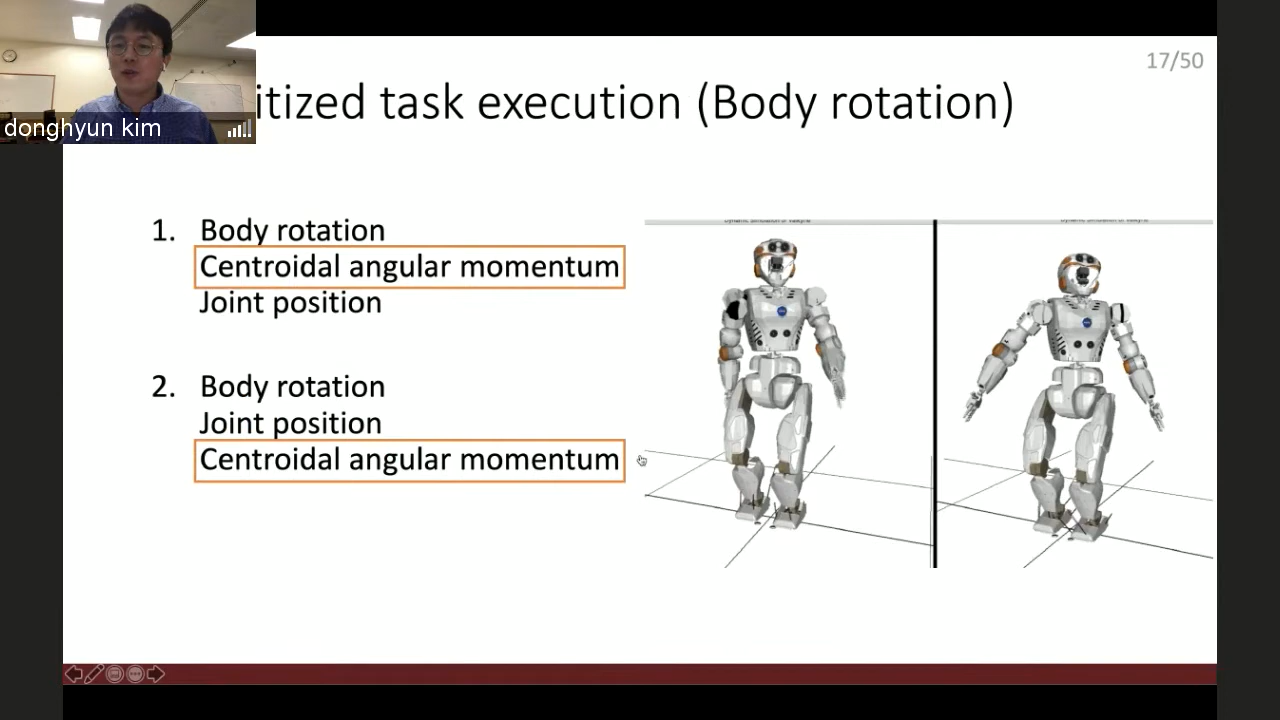 17/50
itized task execution (Body rotation)
donghyun kim
1. Body rotation
Centroidal angular momentum
Joint position
2. Body rotation
Joint position
Centroidal angular momentum